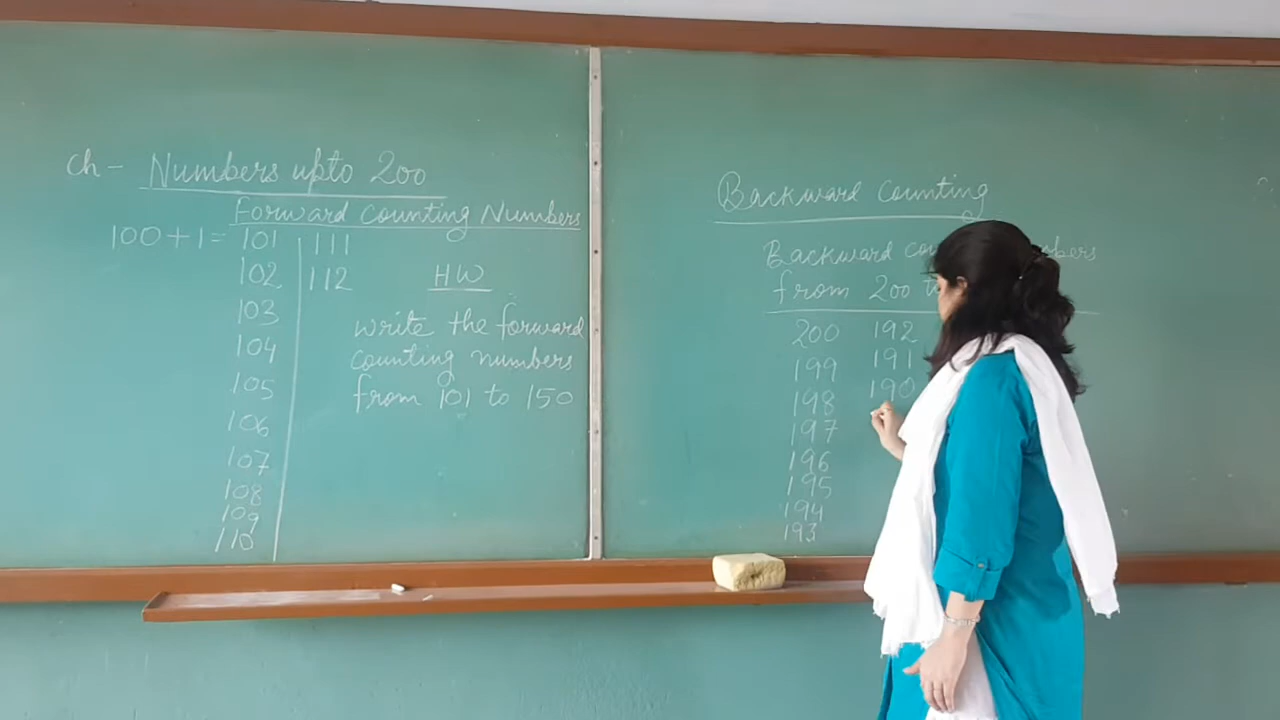 ch - Numbers upto 200
Forward Counting Numbers
100+1= 101
102
103
104
105
106
107
108
109
110
111
112
HW
write the forward
counting numbers
from 101 to 150
Backward Counting
Backward
from 200
200
199
198
197
196
195
194
193
192
191
190